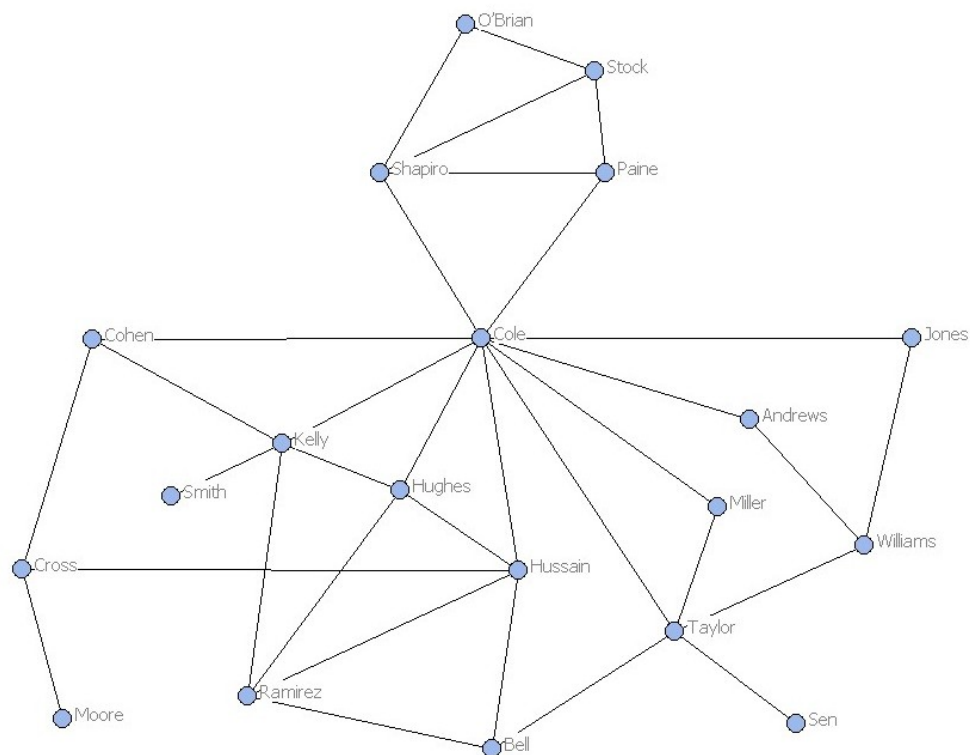 O'Brian
Stock
Shapiro
Paine
Cohen
Cole
Jones
Andrews
Kelly
Smith
Hughes
Miller
Williams
Cross
Hussain
Taylor
Ramirez
Moore
Sen
Bell